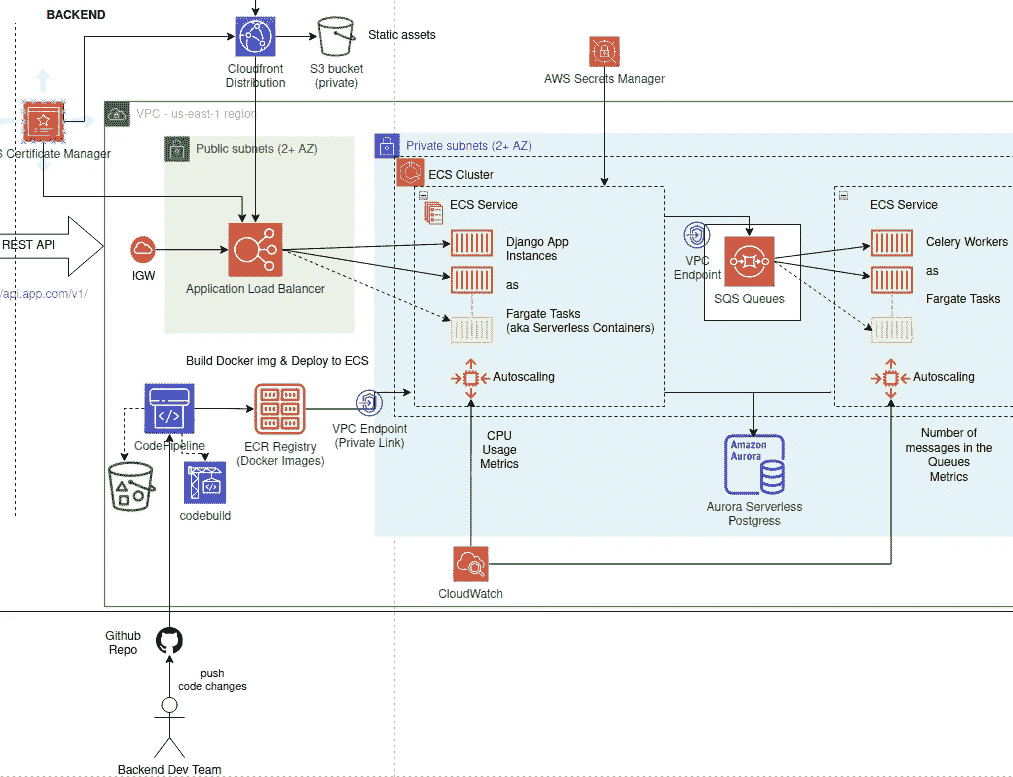 BACKEND
Static assets
Cloudfront
Distribution
S3 bucket
(private)
AWS Secrets Manager
VPC - us-east-1 region
S Certificate Manager
Public subnets (2+ AZ)
Private subnets (2+ AZ)
ECS Cluster
ECS Service
ECS Service
REST API
/api.app.com/v1/
IGW
Application Load Balancer
Django App
Instances
as
Fargate Tasks
(aka Serverless Containers)
Autoscaling
VPC
Endpoint
SQS Queues
Celery Workers
as
Fargate Tasks
Autoscaling
Build Docker img & Deploy to ECS
CodePipeline
ECR Registry
(Docker Images)
VPC Endpoint
(Private Link)
codebuild
CPU
Usage
Metrics
Amazon
Aurora
Aurora Serverless
Postgress
Number of
messages in the
Queues
Metrics
CloudWatch
Github
Repo
push
code changes
Backend Dev Team